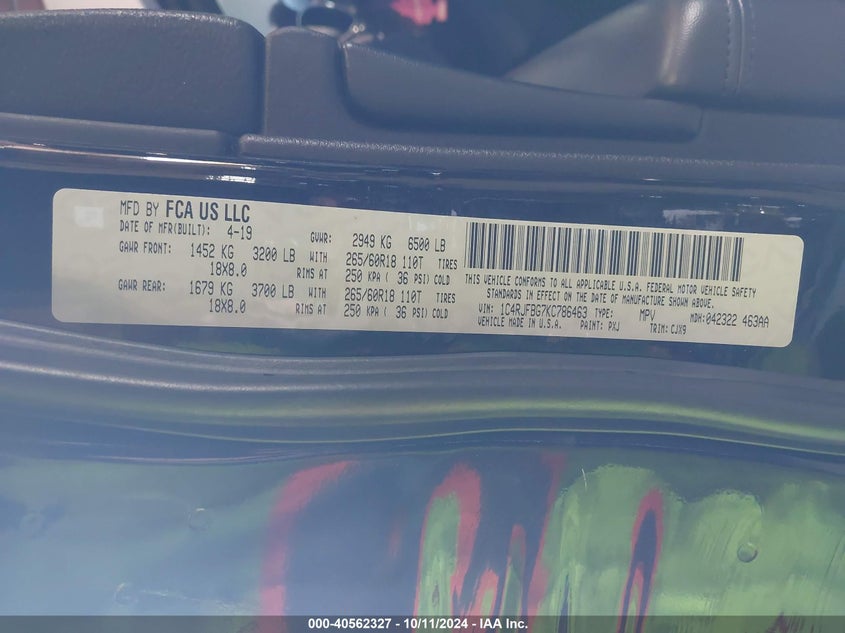 MFD BY FCA US LLC
DATE OF MFR(BUILT): 4-19 GVWR: 2949 KG 6500 LB
GAWR FRONT: 1452 KG 3200 LB WITH 265/60R18 110T TIRES
18X8.0 RIMS AT 250 KPA ( 36 PSI) COLD
GAWR REAR: 1679 KG 3700 LB WITH 265/60R18 110T TIRES
18X8.0 RIMS AT 250 KPA ( 36 PSI) COLD
THIS VEHICLE CONFORMS TO ALL APPLICABLE U.S.A. FEDERAL MOTOR VEHICLE SAFETY
STANDARDS IN EFFECT ON THE DATE OF MANUFACTURE SHOWN ABOVE.
VIN: 1C4RJFBG7KC786463 TYPE: MPV MDH: 042322 463AA
VEHICLE MADE IN U.S.A. PAINT: PXJ TRIM: CJX9
000-40562327 - 10/11/2024 - IAA Inc.